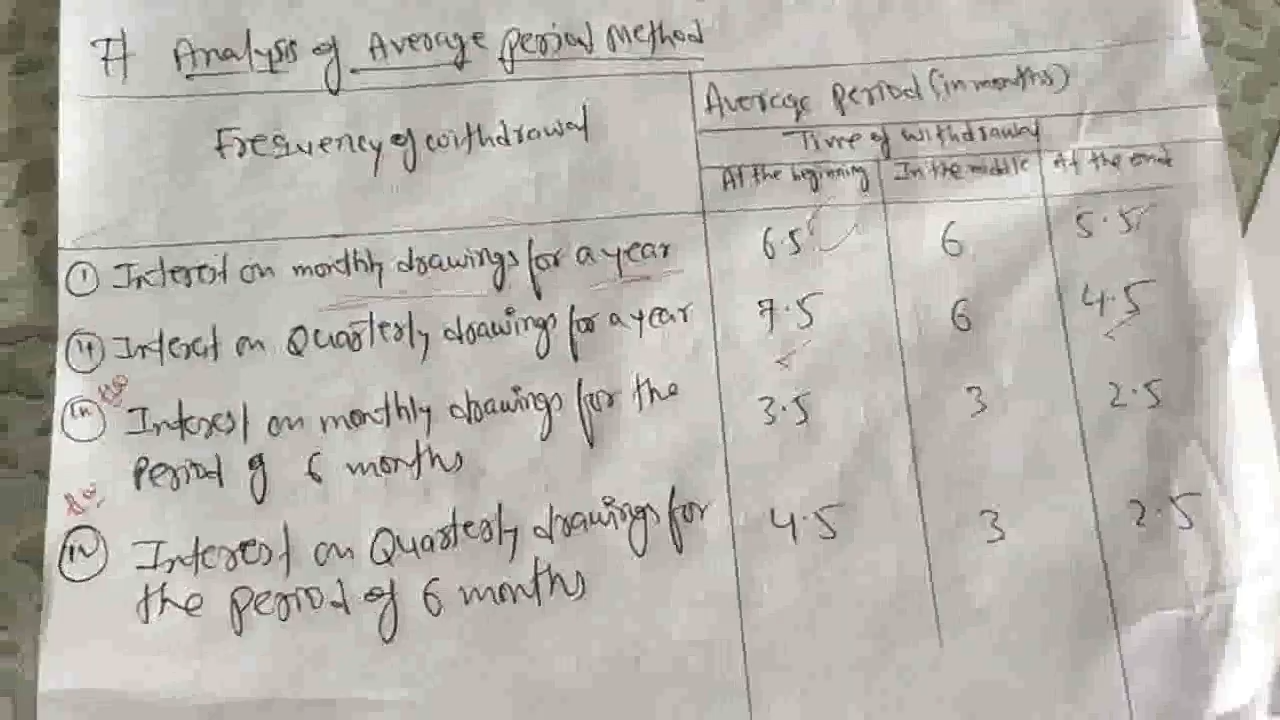 7) Analysis of Average Period Method
Average Period (in months)
Frequency of withdrawal
Time of withdrawal
At the beginning In the middle At the end
(i) Interest on monthly drawings for a year 6.5 6 5.5
(ii) Interest on Quarterly drawings for a year 7.5 6 4.5
(iii) Interest on monthly drawings for the 3.5 3 2.5
Period of 6 months
(iv) Interest on Quarterly drawings for 4.5 3 2.5
the period of 6 months